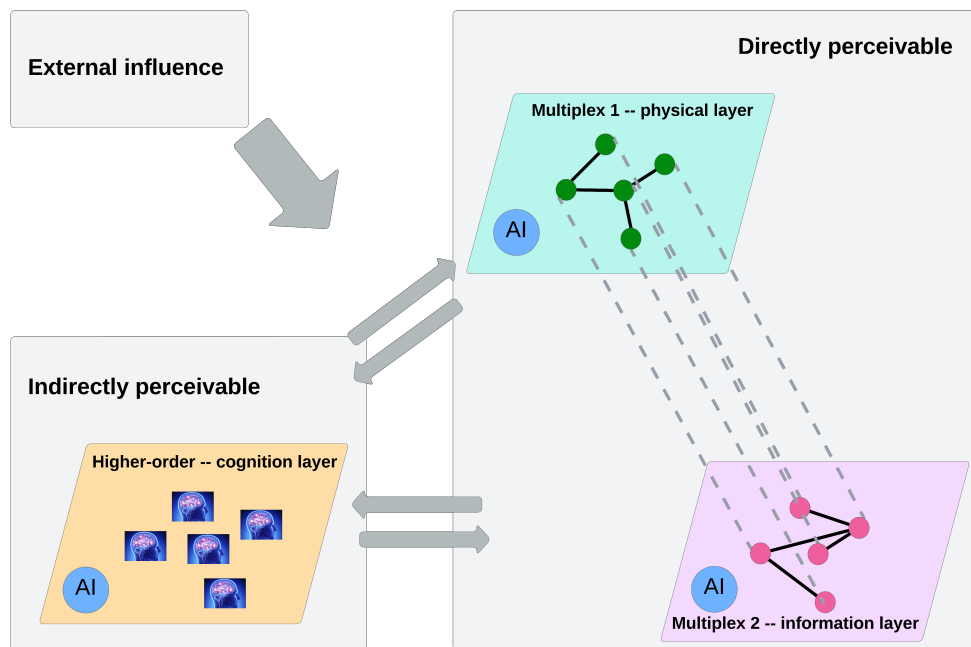 External influence
Directly perceivable
Multiplex 1 -- physical layer
AI
Indirectly perceivable
Higher-order -- cognition layer
AI
AI
Multiplex 2 -- information layer